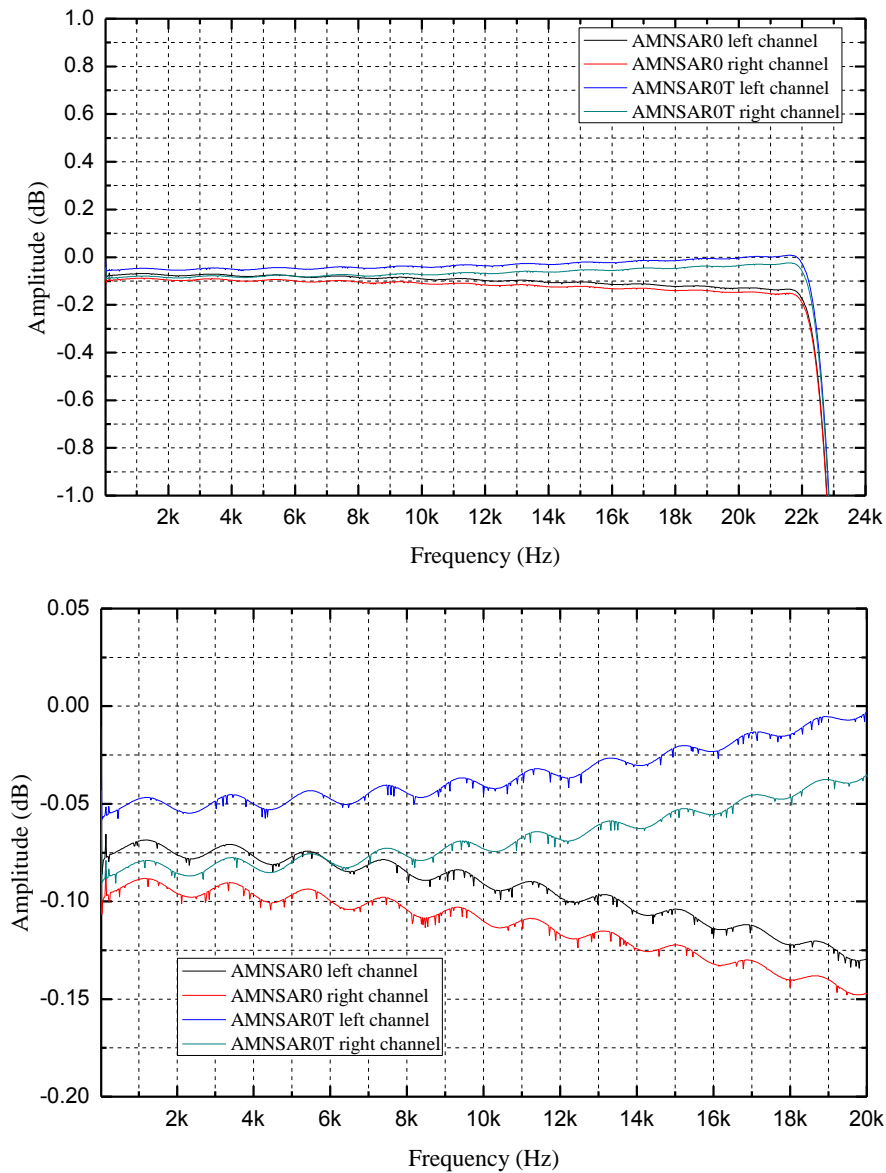 1.0
0.8
0.6
0.4
0.2
0.0
-0.2
-0.4
-0.6
-0.8
-1.0
Amplitude (dB)
AMNSAR0 left channel
AMNSAR0 right channel
AMNSAR0T left channel
AMNSAR0T right channel
2k 4k 6k 8k 10k 12k 14k 16k 18k 20k 22k 24k
Frequency (Hz)
0.05
0.00
-0.05
-0.10
-0.15
-0.20
Amplitude (dB)
AMNSAR0 left channel
AMNSAR0 right channel
AMNSAR0T left channel
AMNSAR0T right channel
2k 4k 6k 8k 10k 12k 14k 16k 18k 20k
Frequency (Hz)